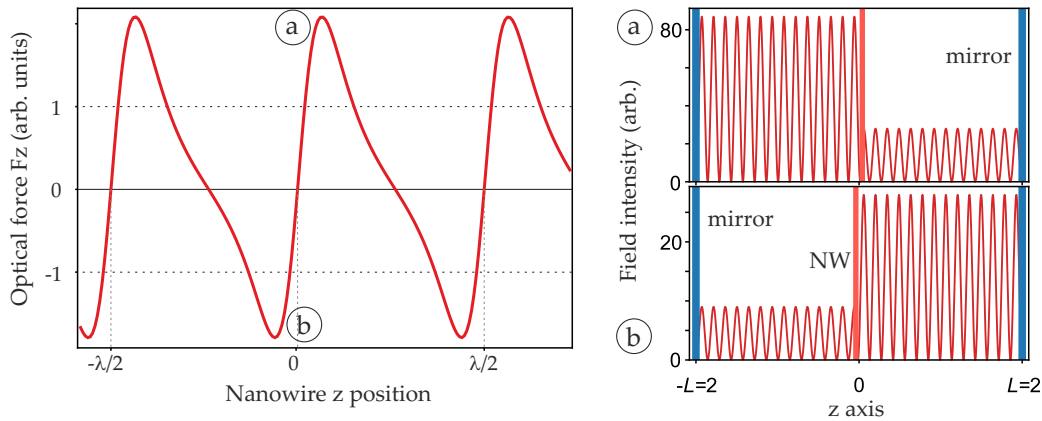 Optical force Fz (arb. units)
1
0
-1
-λ/2
0
λ/2
Nanowire z position
a
b
a
Field intensity (arb.)
80
0
mirror
b
20
0
mirror
NW
-L=2
0
L=2
z axis